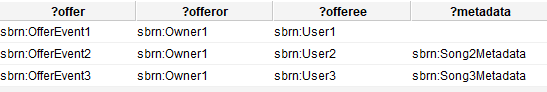 ?offer ?offeror ?offeree ?metadata
sbrn:OfferEvent1 sbrn:Owner1 sbrn:User1
sbrn:OfferEvent2 sbrn:Owner1 sbrn:User2 sbrn:Song2Metadata
sbrn:OfferEvent3 sbrn:Owner1 sbrn:User3 sbrn:Song3Metadata